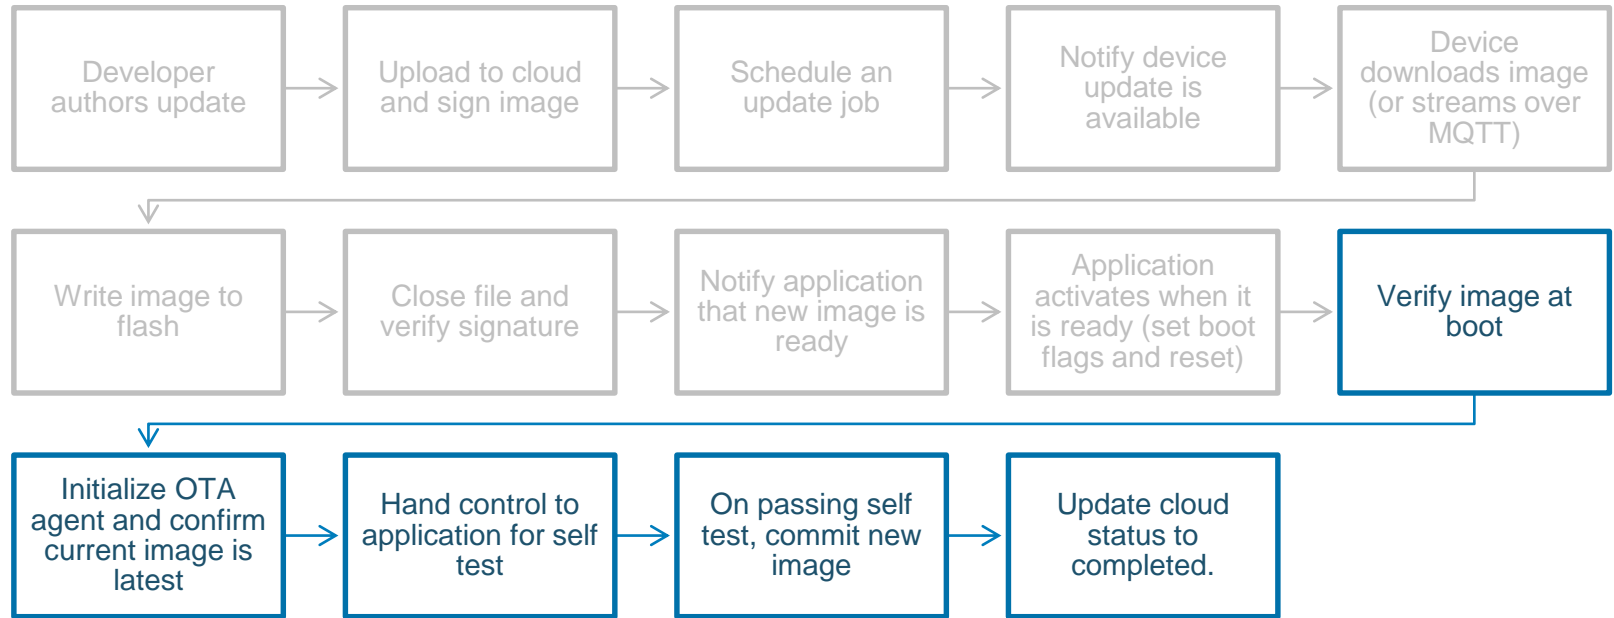 Developer
authors update
Upload to cloud
and sign image
Schedule an
update job
Notify device
update is
available
Device
downloads image
(or streams over
MQTT)
Write image to
flash
Close file and
verify signature
Notify application
that new image is
ready
Application
activates when it
is ready (set boot
flags and reset)
Verify image at
boot
Initialize OTA
agent and confirm
current image is
latest
Hand control to
application for self
test
On passing self
test, commit new
image
Update cloud
status to
completed.